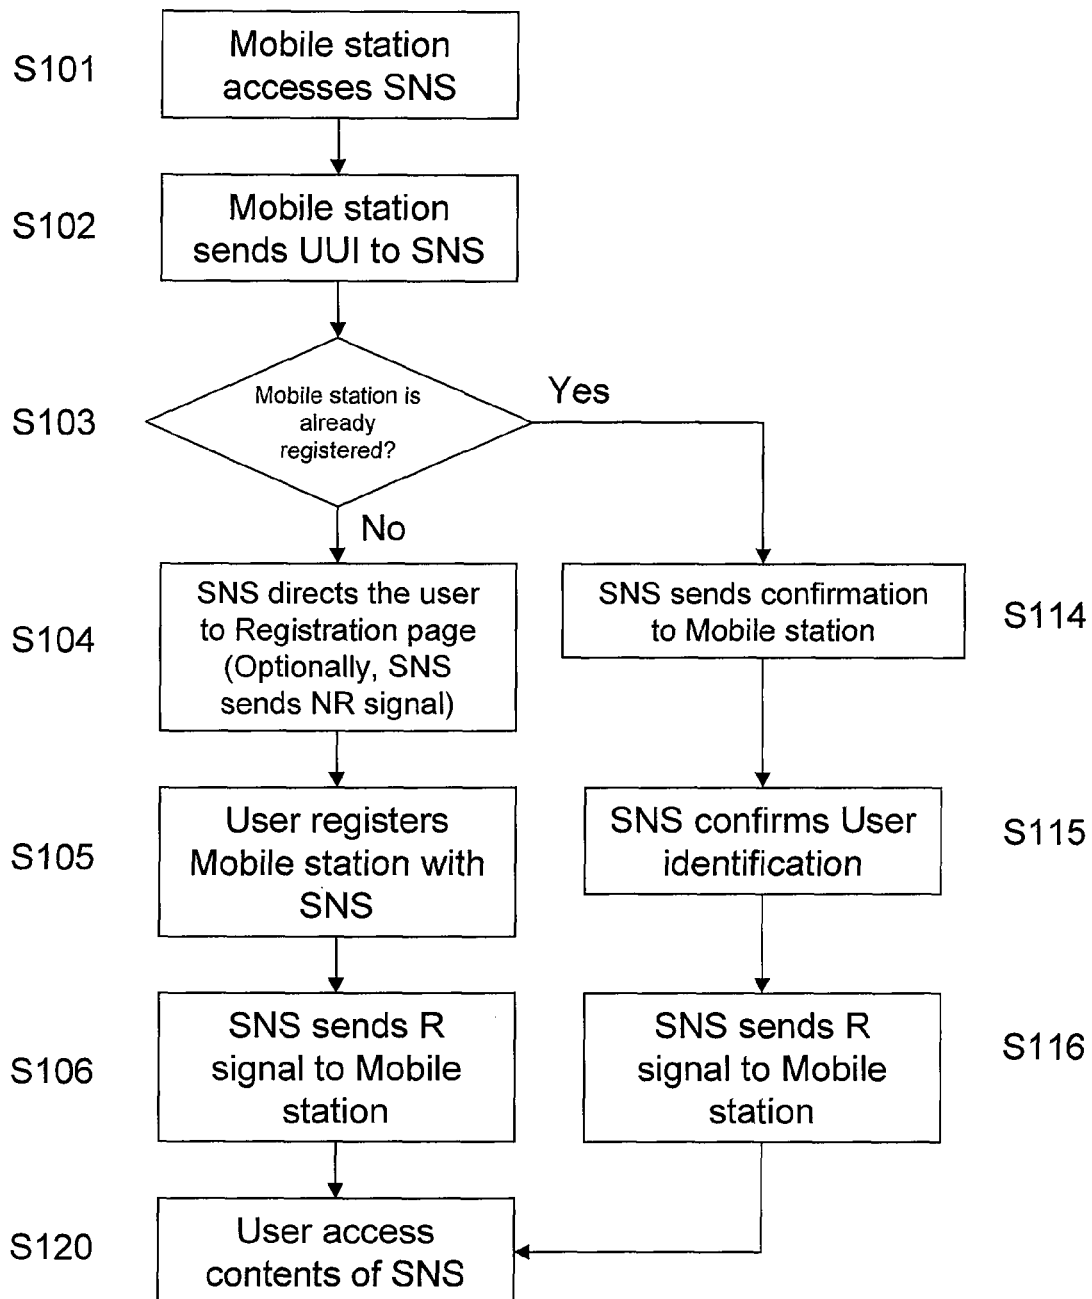 S101
Mobile station
accesses SNS
S102
Mobile station
sends UUI to SNS
S103
Mobile station is
already
registered?
Yes
No
S104
SNS directs the user
to Registration page
(Optionally, SNS
sends NR signal)
SNS sends confirmation
to Mobile station
S114
S105
User registers
Mobile station with
SNS
SNS confirms User
identification
S115
S106
SNS sends R
signal to Mobile
station
SNS sends R
signal to Mobile
station
S116
S120
User access
contents of SNS